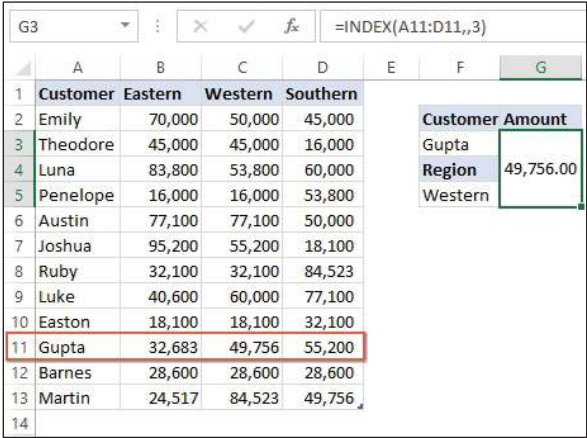 G3 fx =INDEX(A11:D11,,3)
A B C D E F G
1 Customer Eastern Western Southern
2 Emily 70,000 50,000 45,000 Customer Amount
3 Theodore 45,000 45,000 16,000 Gupta
4 Luna 83,800 53,800 60,000 Region 49,756.00
5 Penelope 16,000 16,000 53,800 Western
6 Austin 77,100 77,100 50,000
7 Joshua 95,200 55,200 18,100
8 Ruby 32,100 32,100 84,523
9 Luke 40,600 60,000 77,100
10 Easton 18,100 18,100 32,100
11 Gupta 32,683 49,756 55,200
12 Barnes 28,600 28,600 28,600
13 Martin 24,517 84,523 49,756
14